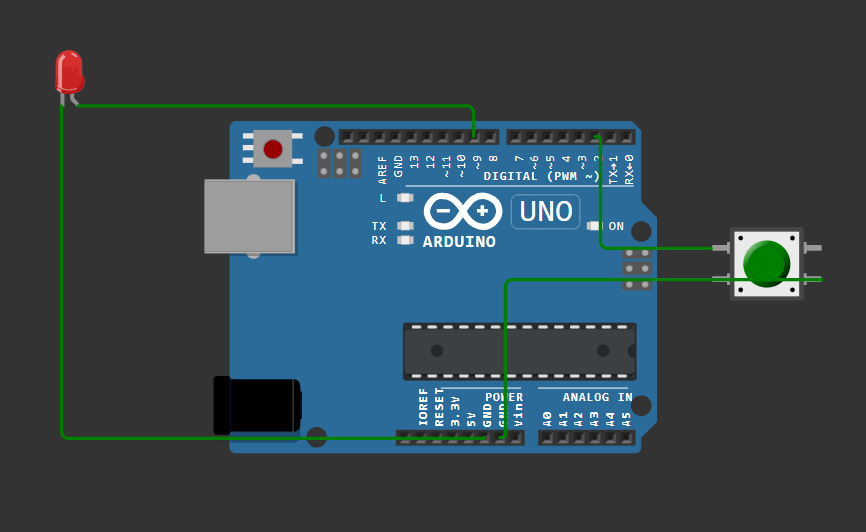 AREF
GND
13
12
~11
~10
~9
8
7
~6
~5
4
~3
2
TX→1
RX←0
DIGITAL (PWM ~)
L
TX
RX
UNO
ON
ARDUINO
POWER
ANALOG IN
IOREF
RESET
3.3V
5V
GND
GND
Vin
A0
A1
A2
A3
A4
A5